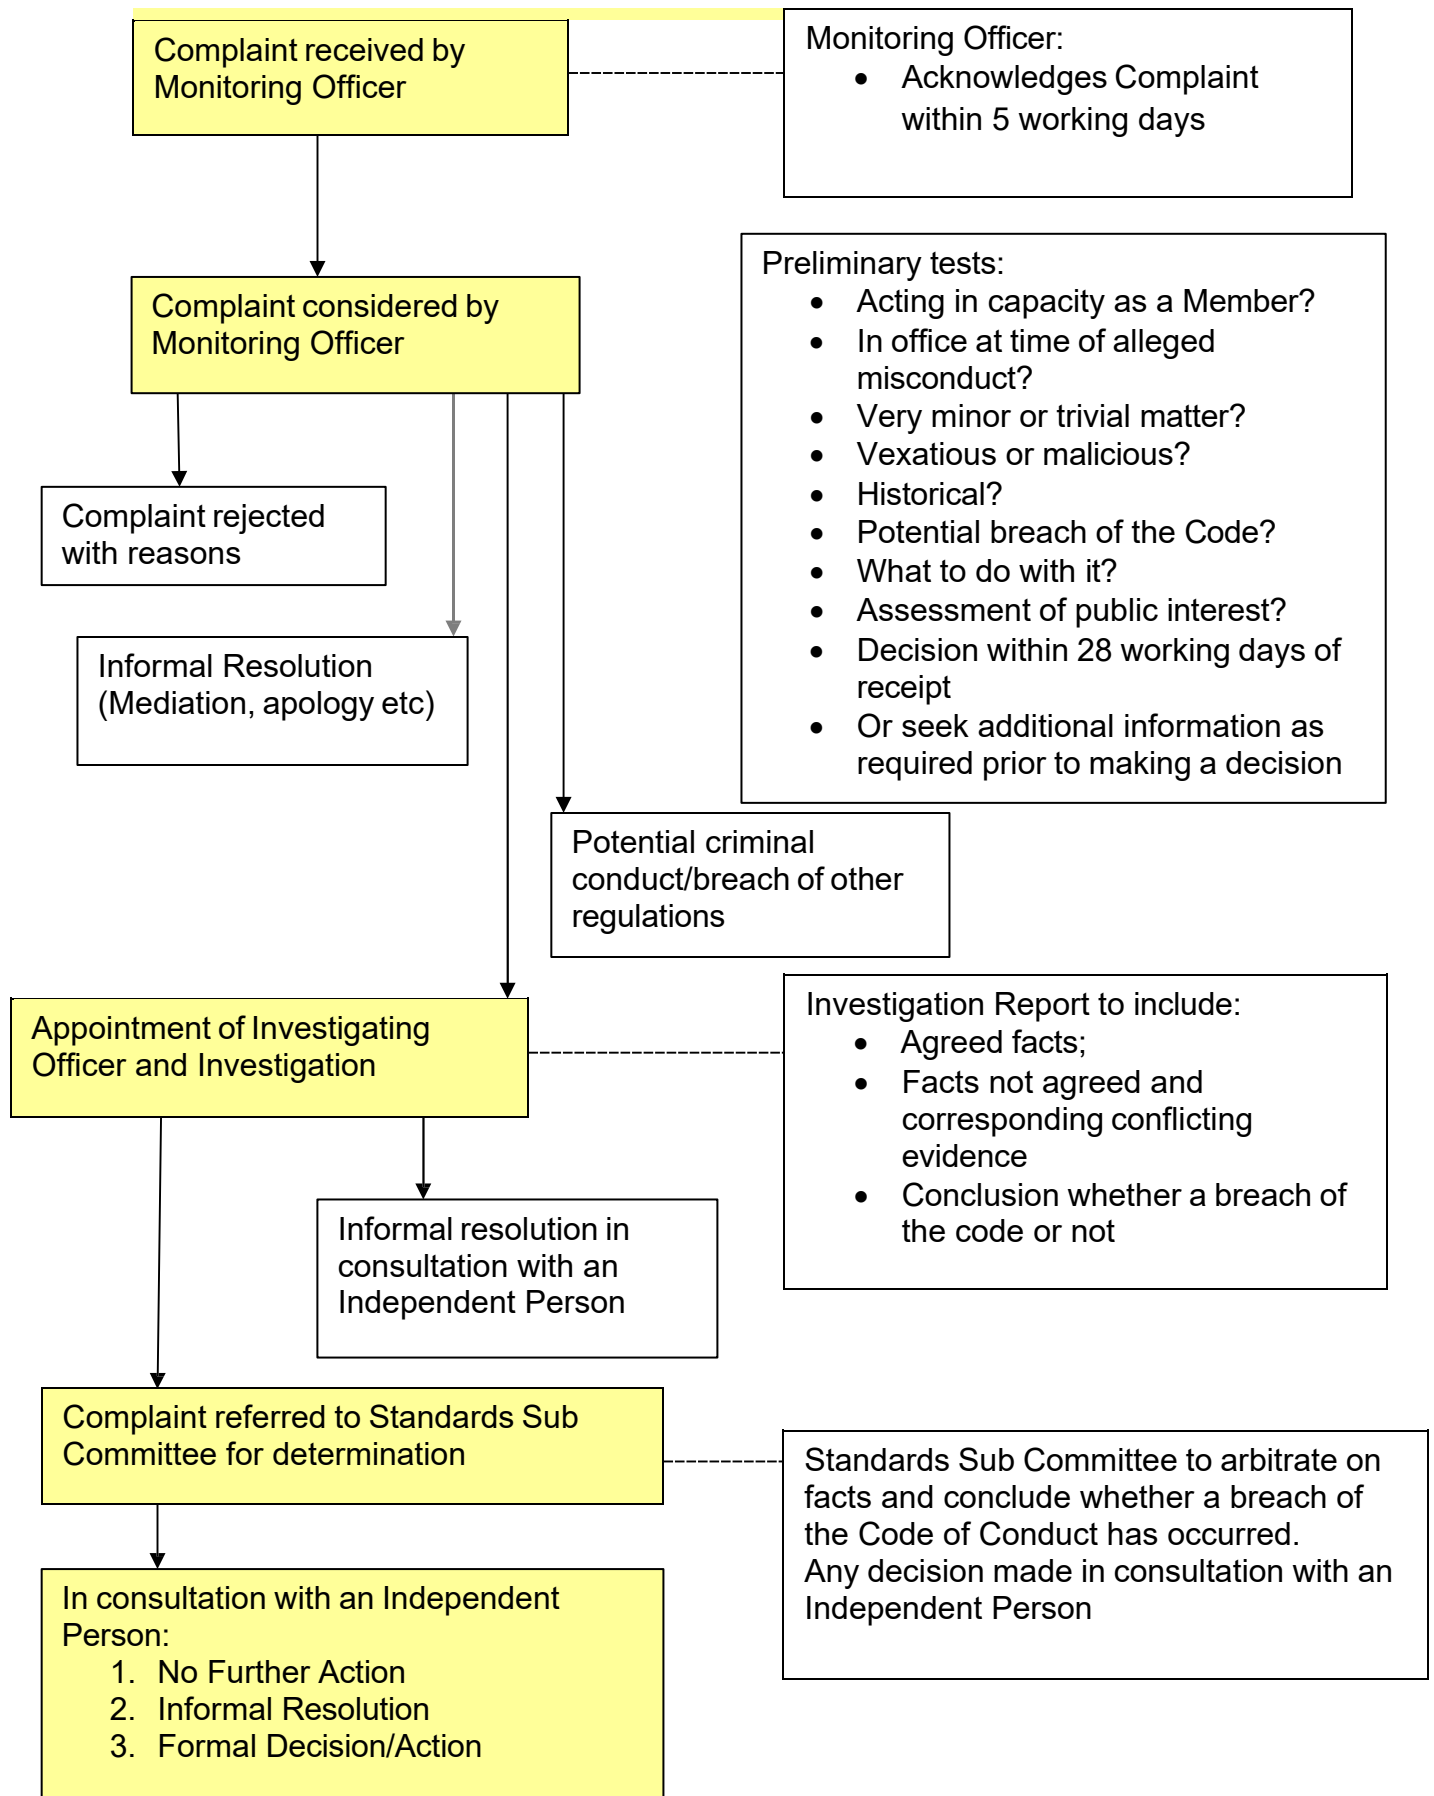 Complaint received by
Monitoring Officer
Monitoring Officer:
• Acknowledges Complaint
within 5 working days
Complaint considered by
Monitoring Officer
Preliminary tests:
• Acting in capacity as a Member?
• In office at time of alleged
misconduct?
• Very minor or trivial matter?
• Vexatious or malicious?
• Historical?
• Potential breach of the Code?
• What to do with it?
• Assessment of public interest?
• Decision within 28 working days of
receipt
• Or seek additional information as
required prior to making a decision
Complaint rejected
with reasons
Informal Resolution
(Mediation, apology etc)
Potential criminal
conduct/breach of other
regulations
Appointment of Investigating
Officer and Investigation
Investigation Report to include:
• Agreed facts;
• Facts not agreed and
corresponding conflicting
evidence
• Conclusion whether a breach of
the code or not
Informal resolution in
consultation with an
Independent Person
Complaint referred to Standards Sub
Committee for determination
Standards Sub Committee to arbitrate on
facts and conclude whether a breach of
the Code of Conduct has occurred.
Any decision made in consultation with an
Independent Person
In consultation with an Independent
Person:
1. No Further Action
2. Informal Resolution
3. Formal Decision/Action